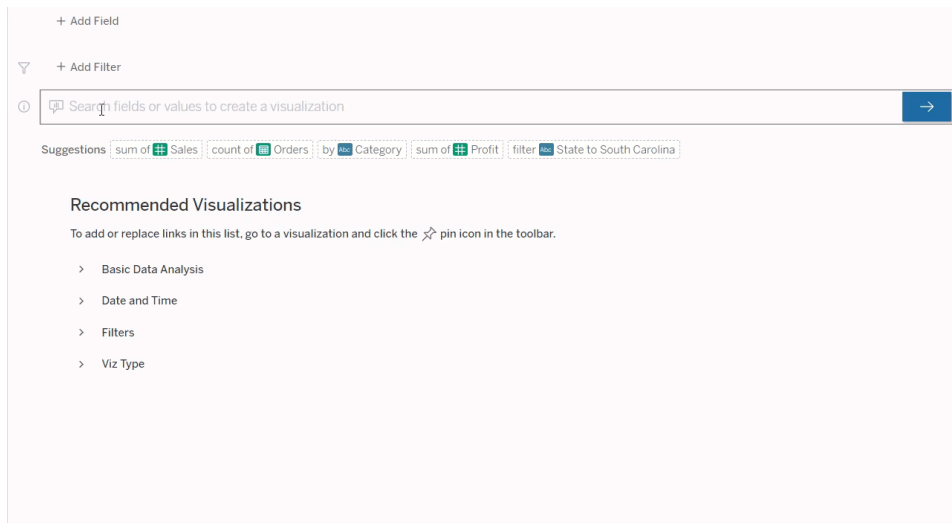 + Add Field
+ Add Filter
Search fields or values to create a visualization
Suggestions sum of # Sales count of Orders by Abc Category sum of # Profit filter Abc State to South Carolina
Recommended Visualizations
To add or replace links in this list, go to a visualization and click the pin icon in the toolbar.
> Basic Data Analysis
> Date and Time
> Filters
> Viz Type